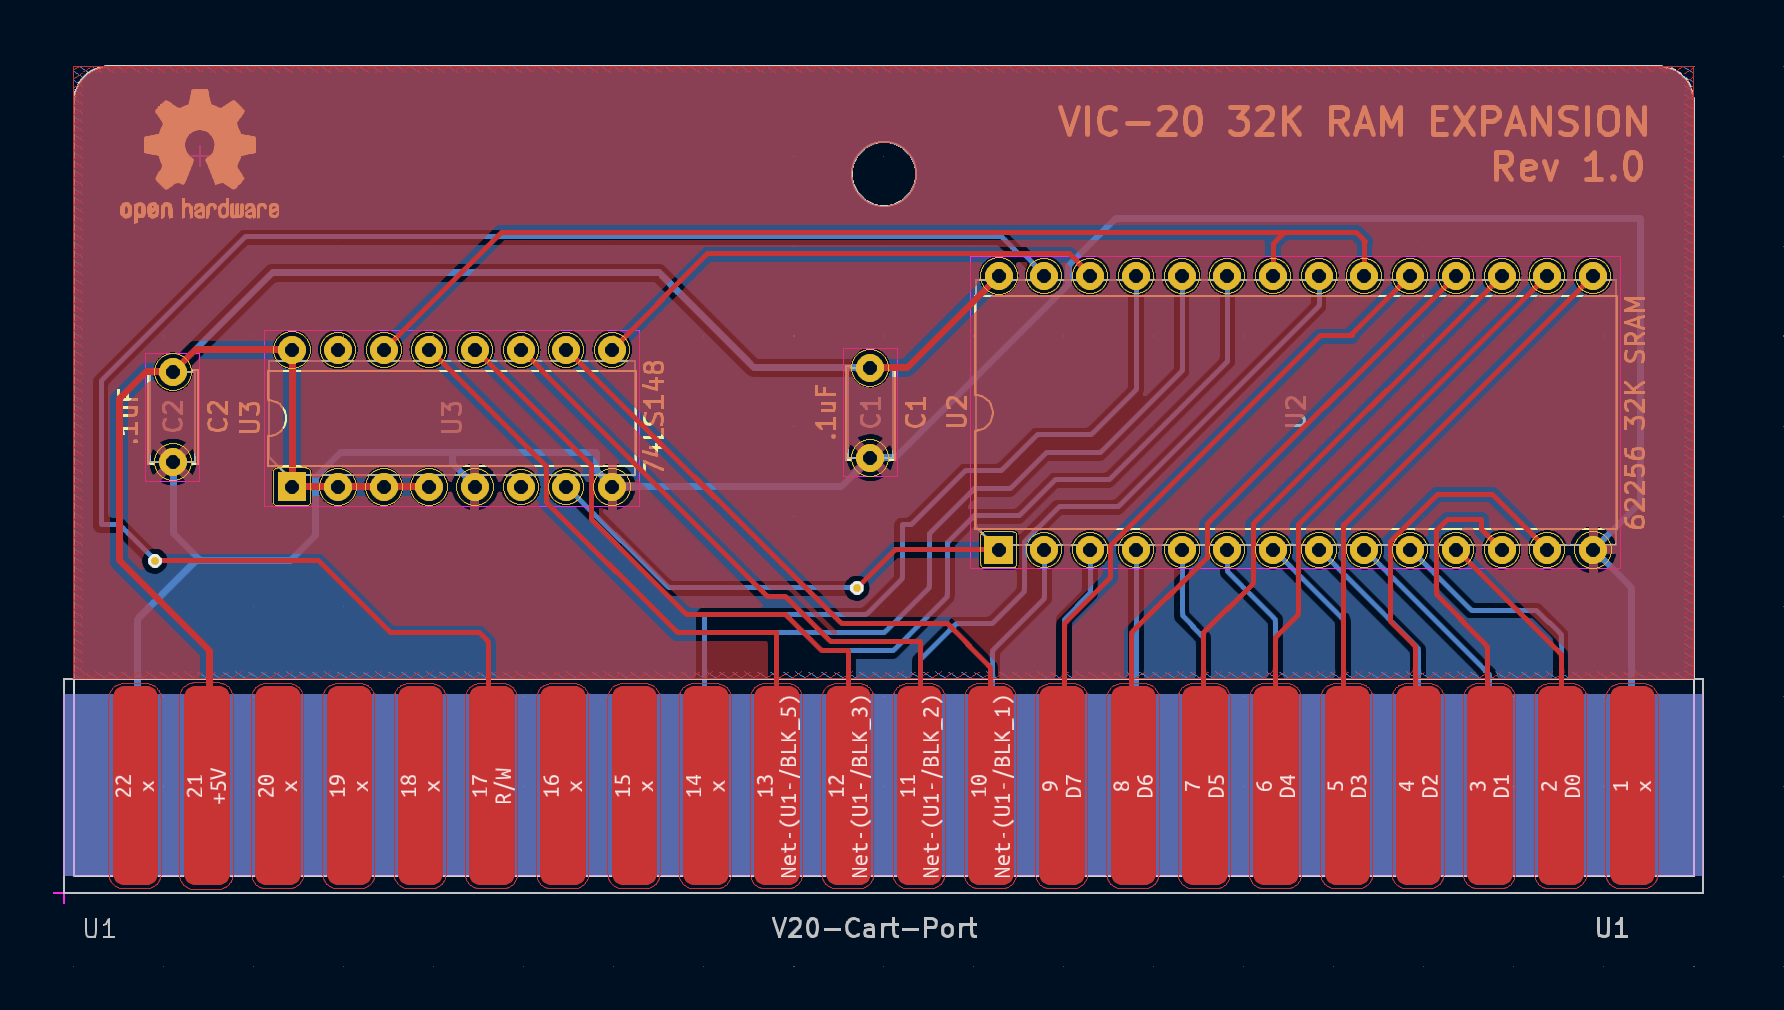 VIC-20 32K RAM EXPANSION
Rev 1.0
open hardware
.1uF
C2
C2
U3
U3
74LS148
.1uF
C1
C1
U2
U2
62256 32K SRAM
22
x
21
+5V
20
x
19
x
18
x
17
R/W
16
x
15
x
14
x
13
Net-(U1-/BLK_5)
12
Net-(U1-/BLK_3)
11
Net-(U1-/BLK_2)
10
Net-(U1-/BLK_1)
9
D7
8
D6
7
D5
6
D4
5
D3
4
D2
3
D1
2
D0
1
x
U1
V20-Cart-Port
U1